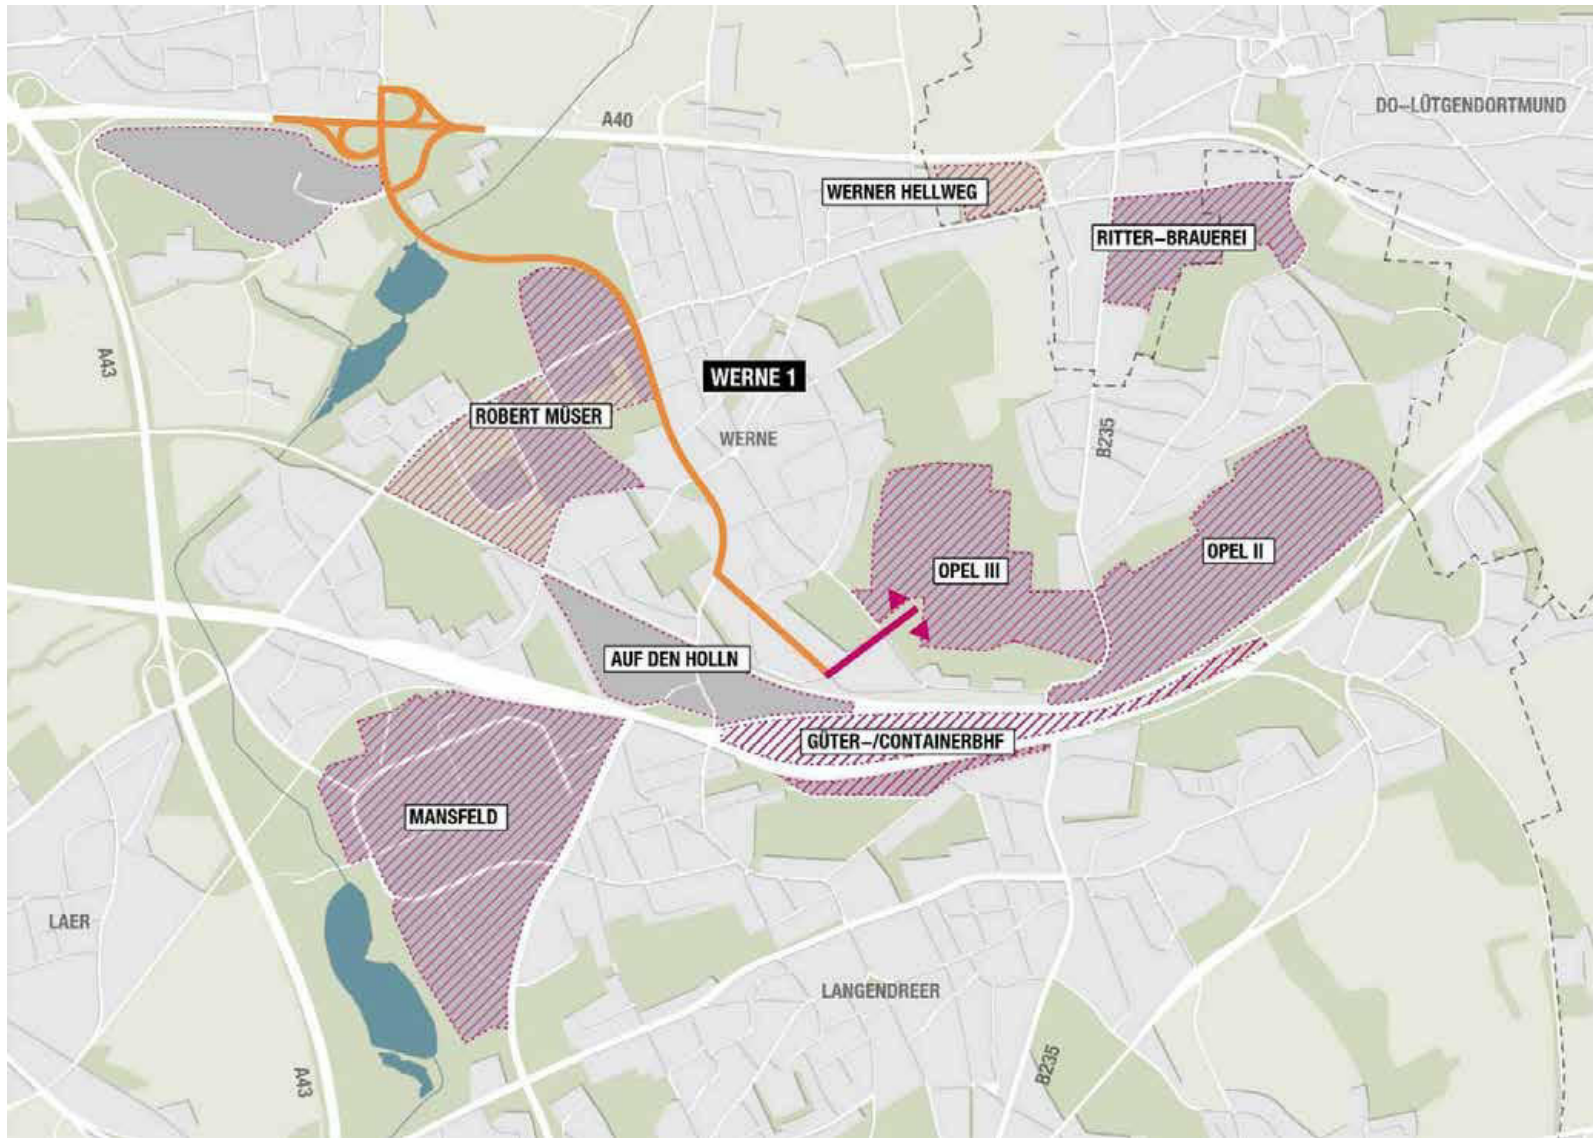 DO–LÜTGENDORTMUND
A40
WERNER HELLWEG
RITTER–BRAUEREI
A43
WERNE 1
ROBERT MÜSER
WERNE
B235
OPEL II
OPEL III
AUF DEN HOLLN
GÜTER–/CONTAINERBHF
MANSFELD
LAER
LANGENDREER
B235
A43